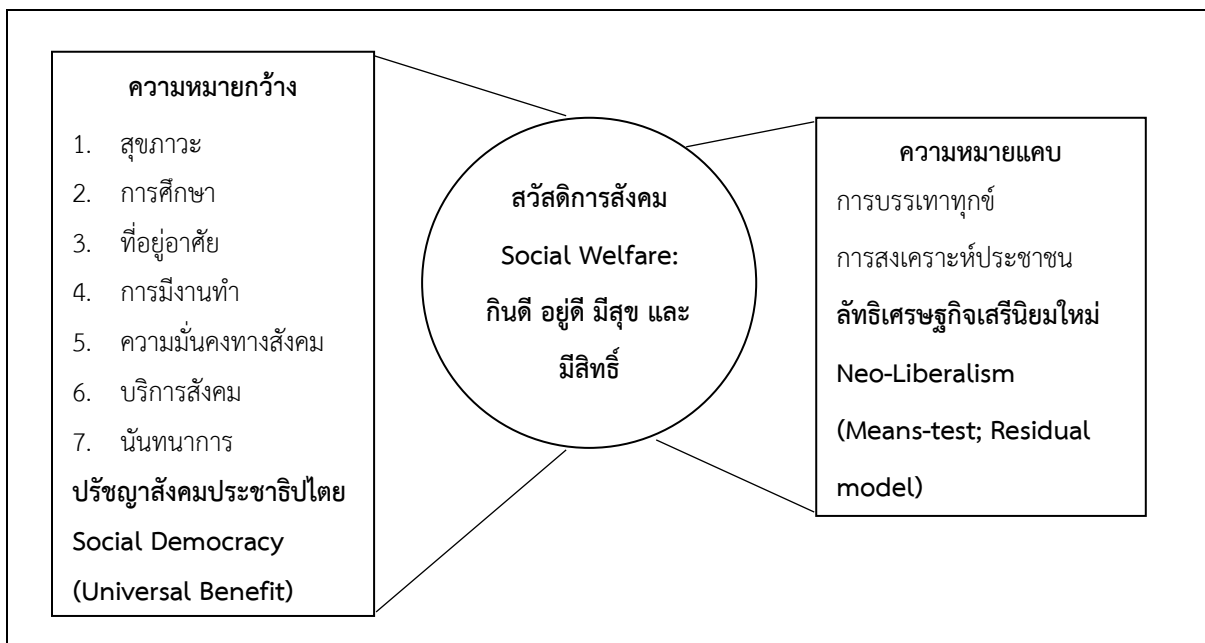 ความหมายกว้าง
1. สุขภาวะ
2. การศึกษา
3. ที่อยู่อาศัย
4. การมีงานทำ
5. ความมั่นคงทางสังคม
6. บริการสังคม
7. นันทนาการ
ปรัชญาสังคมประชาธิปไตย
Social Democracy
(Universal Benefit)
สวัสดิการสังคม
Social Welfare:
กินดี อยู่ดี มีสุข และ
มีสิทธิ์
ความหมายแคบ
การบรรเทาทุกข์
การสงเคราะห์ประชาชน
ลัทธิเศรษฐกิจเสรีนิยมใหม่
Neo-Liberalism
(Means-test; Residual
model)